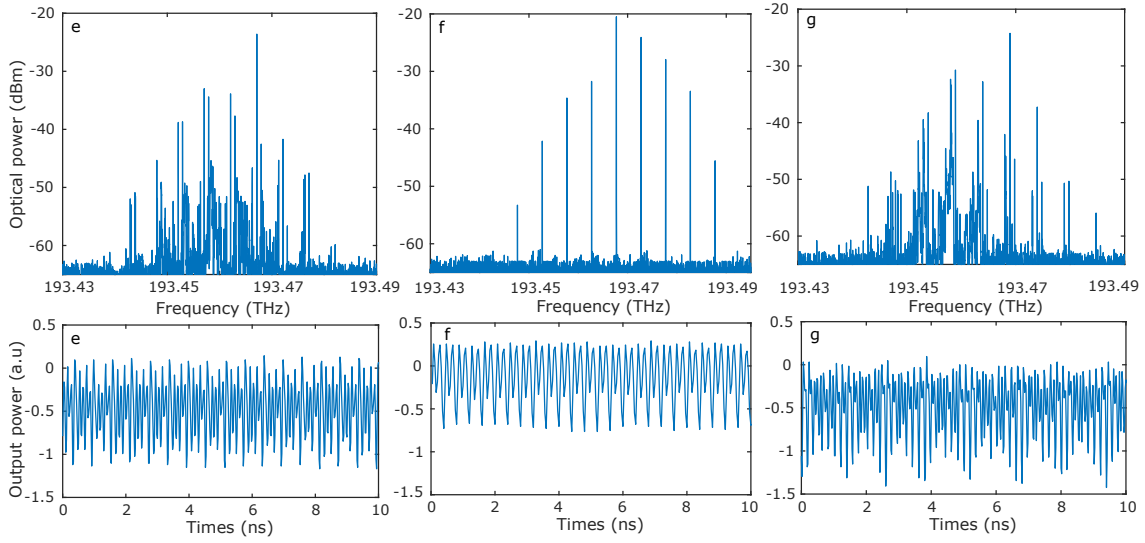 e
-20
-30
-40
-50
-60
Optical power (dBm)
193.43 193.45 193.47 193.49
Frequency (THz)
f
-20
-30
-40
-50
-60
193.43 193.45 193.47 193.49
Frequency (THz)
g
-20
-30
-40
-50
-60
193.43 193.45 193.47 193.49
Frequency (THz)
e
0.5
0
-0.5
-1
-1.5
Output power (a.u)
0 2 4 6 8 10
Times (ns)
f
0.5
0
-0.5
-1
-1.5
0 2 4 6 8 10
Times (ns)
g
0.5
0
-0.5
-1
-1.5
0 2 4 6 8 10
Times (ns)